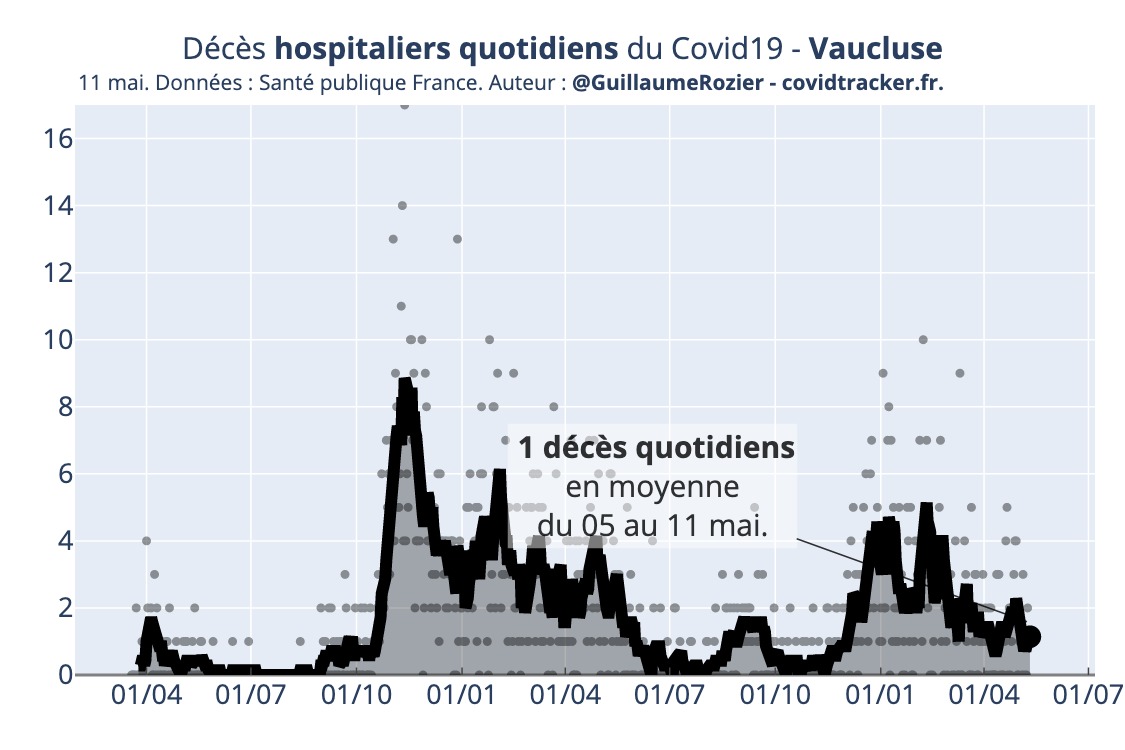 Décès hospitaliers quotidiens du Covid19 - Vaucluse
11 mai. Données : Santé publique France. Auteur : @GuillaumeRozier - covidtracker.fr.
16
14
12
10
8
6
4
2
0
1 décès quotidiens
en moyenne
du 05 au 11 mai.
01/04 01/07 01/10 01/01 01/04 01/07 01/10 01/01 01/04 01/07